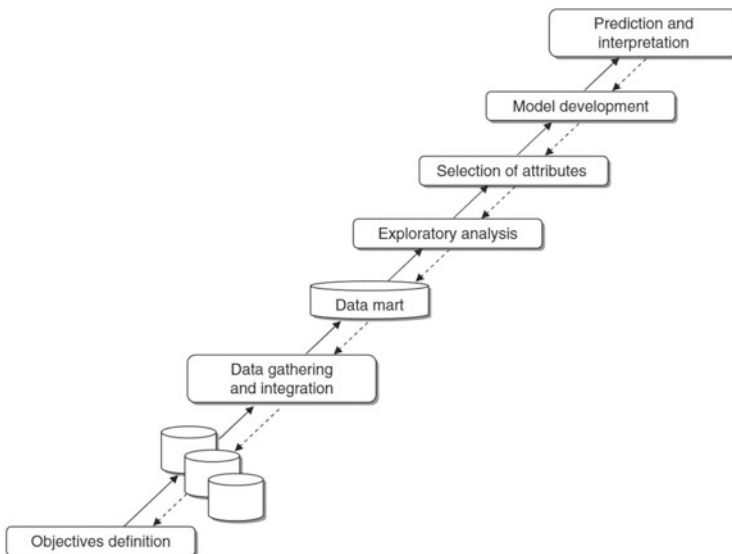 Prediction and
interpretation
Model development
Selection of attributes
Exploratory analysis
Data mart
Data gathering
and integration
Objectives definition